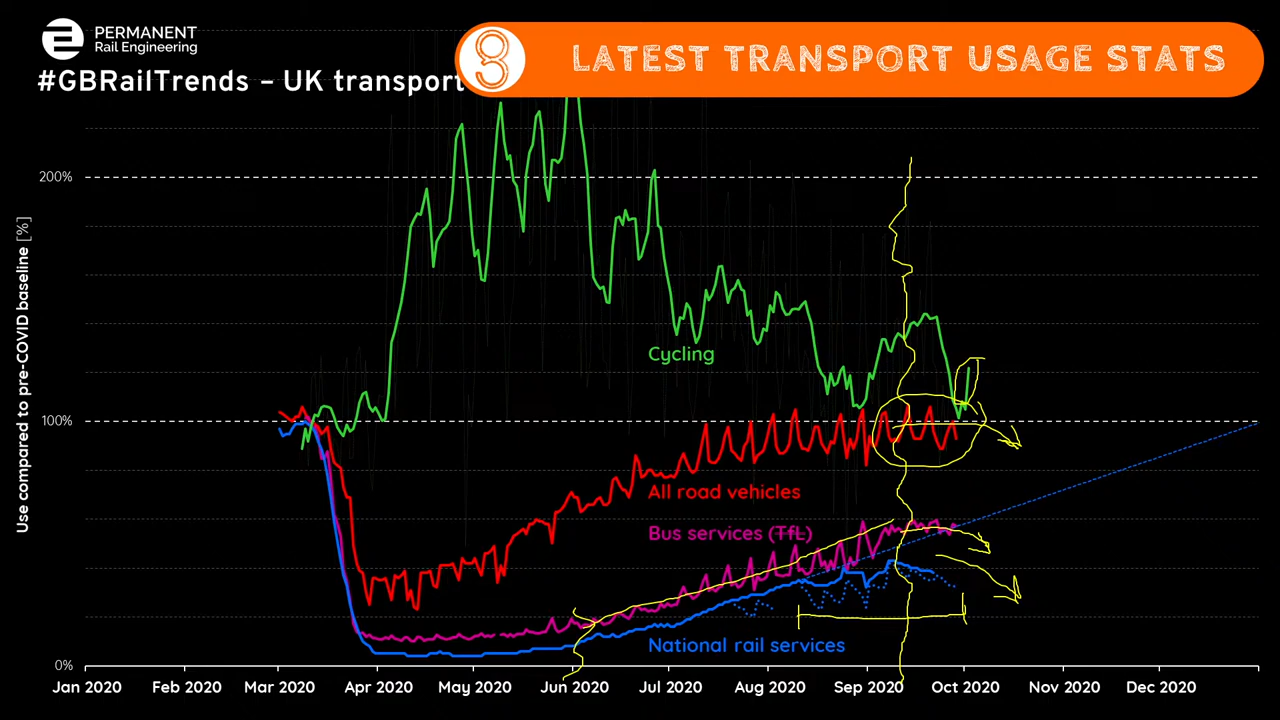 PERMANENT
Rail Engineering
8
LATEST TRANSPORT USAGE STATS
#GBRailTrends – UK transport
Use compared to pre-COVID baseline [%]
200%
100%
0%
Cycling
All road vehicles
Bus services (TfL)
National rail services
Jan 2020 Feb 2020 Mar 2020 Apr 2020 May 2020 Jun 2020 Jul 2020 Aug 2020 Sep 2020 Oct 2020 Nov 2020 Dec 2020